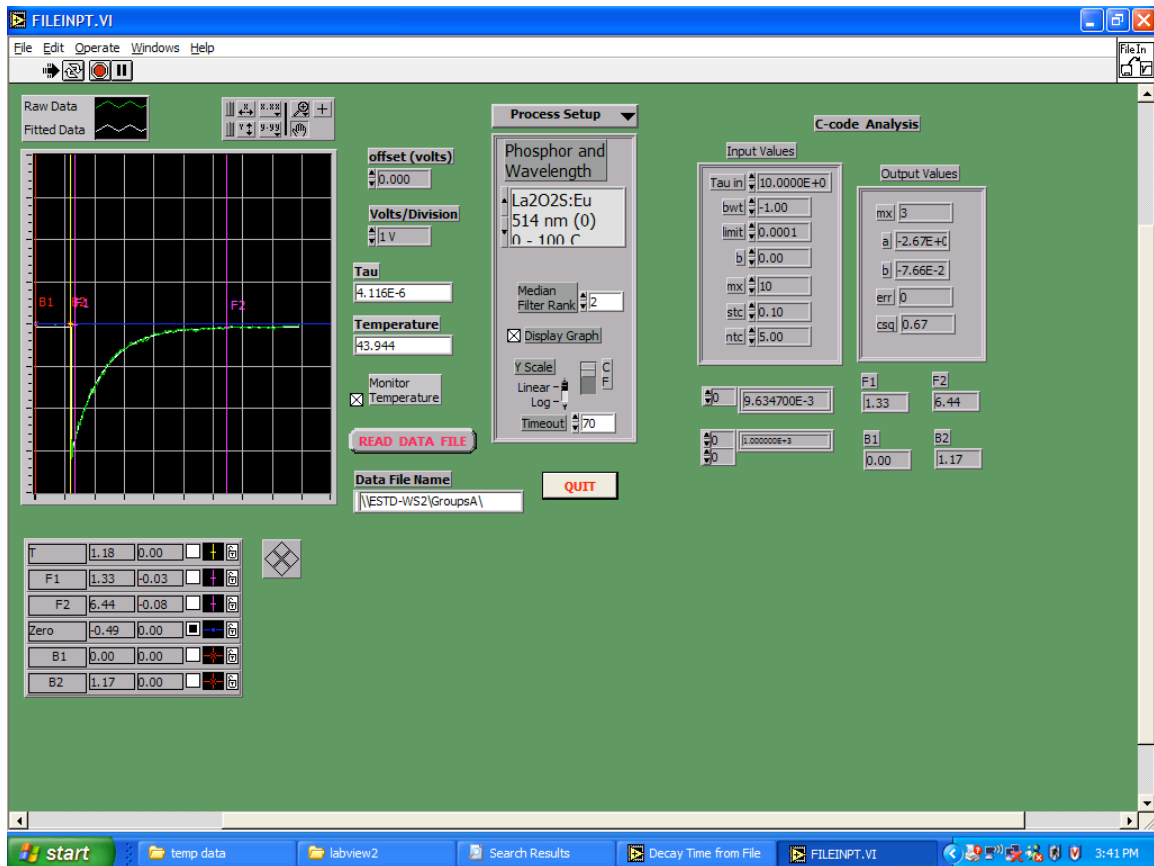 FILEINPT.VI
File Edit Operate Windows Help
File In
Raw Data
Fitted Data
B1
F1
F2
offset (volts)
0.000
Volts/Division
1 V
Tau
4.116E-6
Temperature
43.944
Monitor
Temperature
READ DATA FILE
Data File Name
\\ESTD-WS2\GroupsA\
Process Setup
Phosphor and
Wavelength
La2O2S:Eu
514 nm (0)
0 - 100 C
Median
Filter Rank 2
Display Graph
Y Scale
Linear
Log
C
F
Timeout 70
QUIT
C-code Analysis
Input Values
Tau in 10.0000E+0
bwt -1.00
limit 0.0001
b 0.00
mx 10
stc 0.10
ntc 5.00
Output Values
mx 3
a -2.67E+0
b -7.66E-2
err 0
csq 0.67
0 9.634700E-3
0 1.000000E+3
0
F1 F2
1.33 6.44
B1 B2
0.00 1.17
T 1.18 0.00
F1 1.33 -0.03
F2 6.44 -0.08
Zero -0.49 0.00
B1 0.00 0.00
B2 1.17 0.00
start temp data labview2 Search Results Decay Time from File FILEINPT.VI 3:41 PM